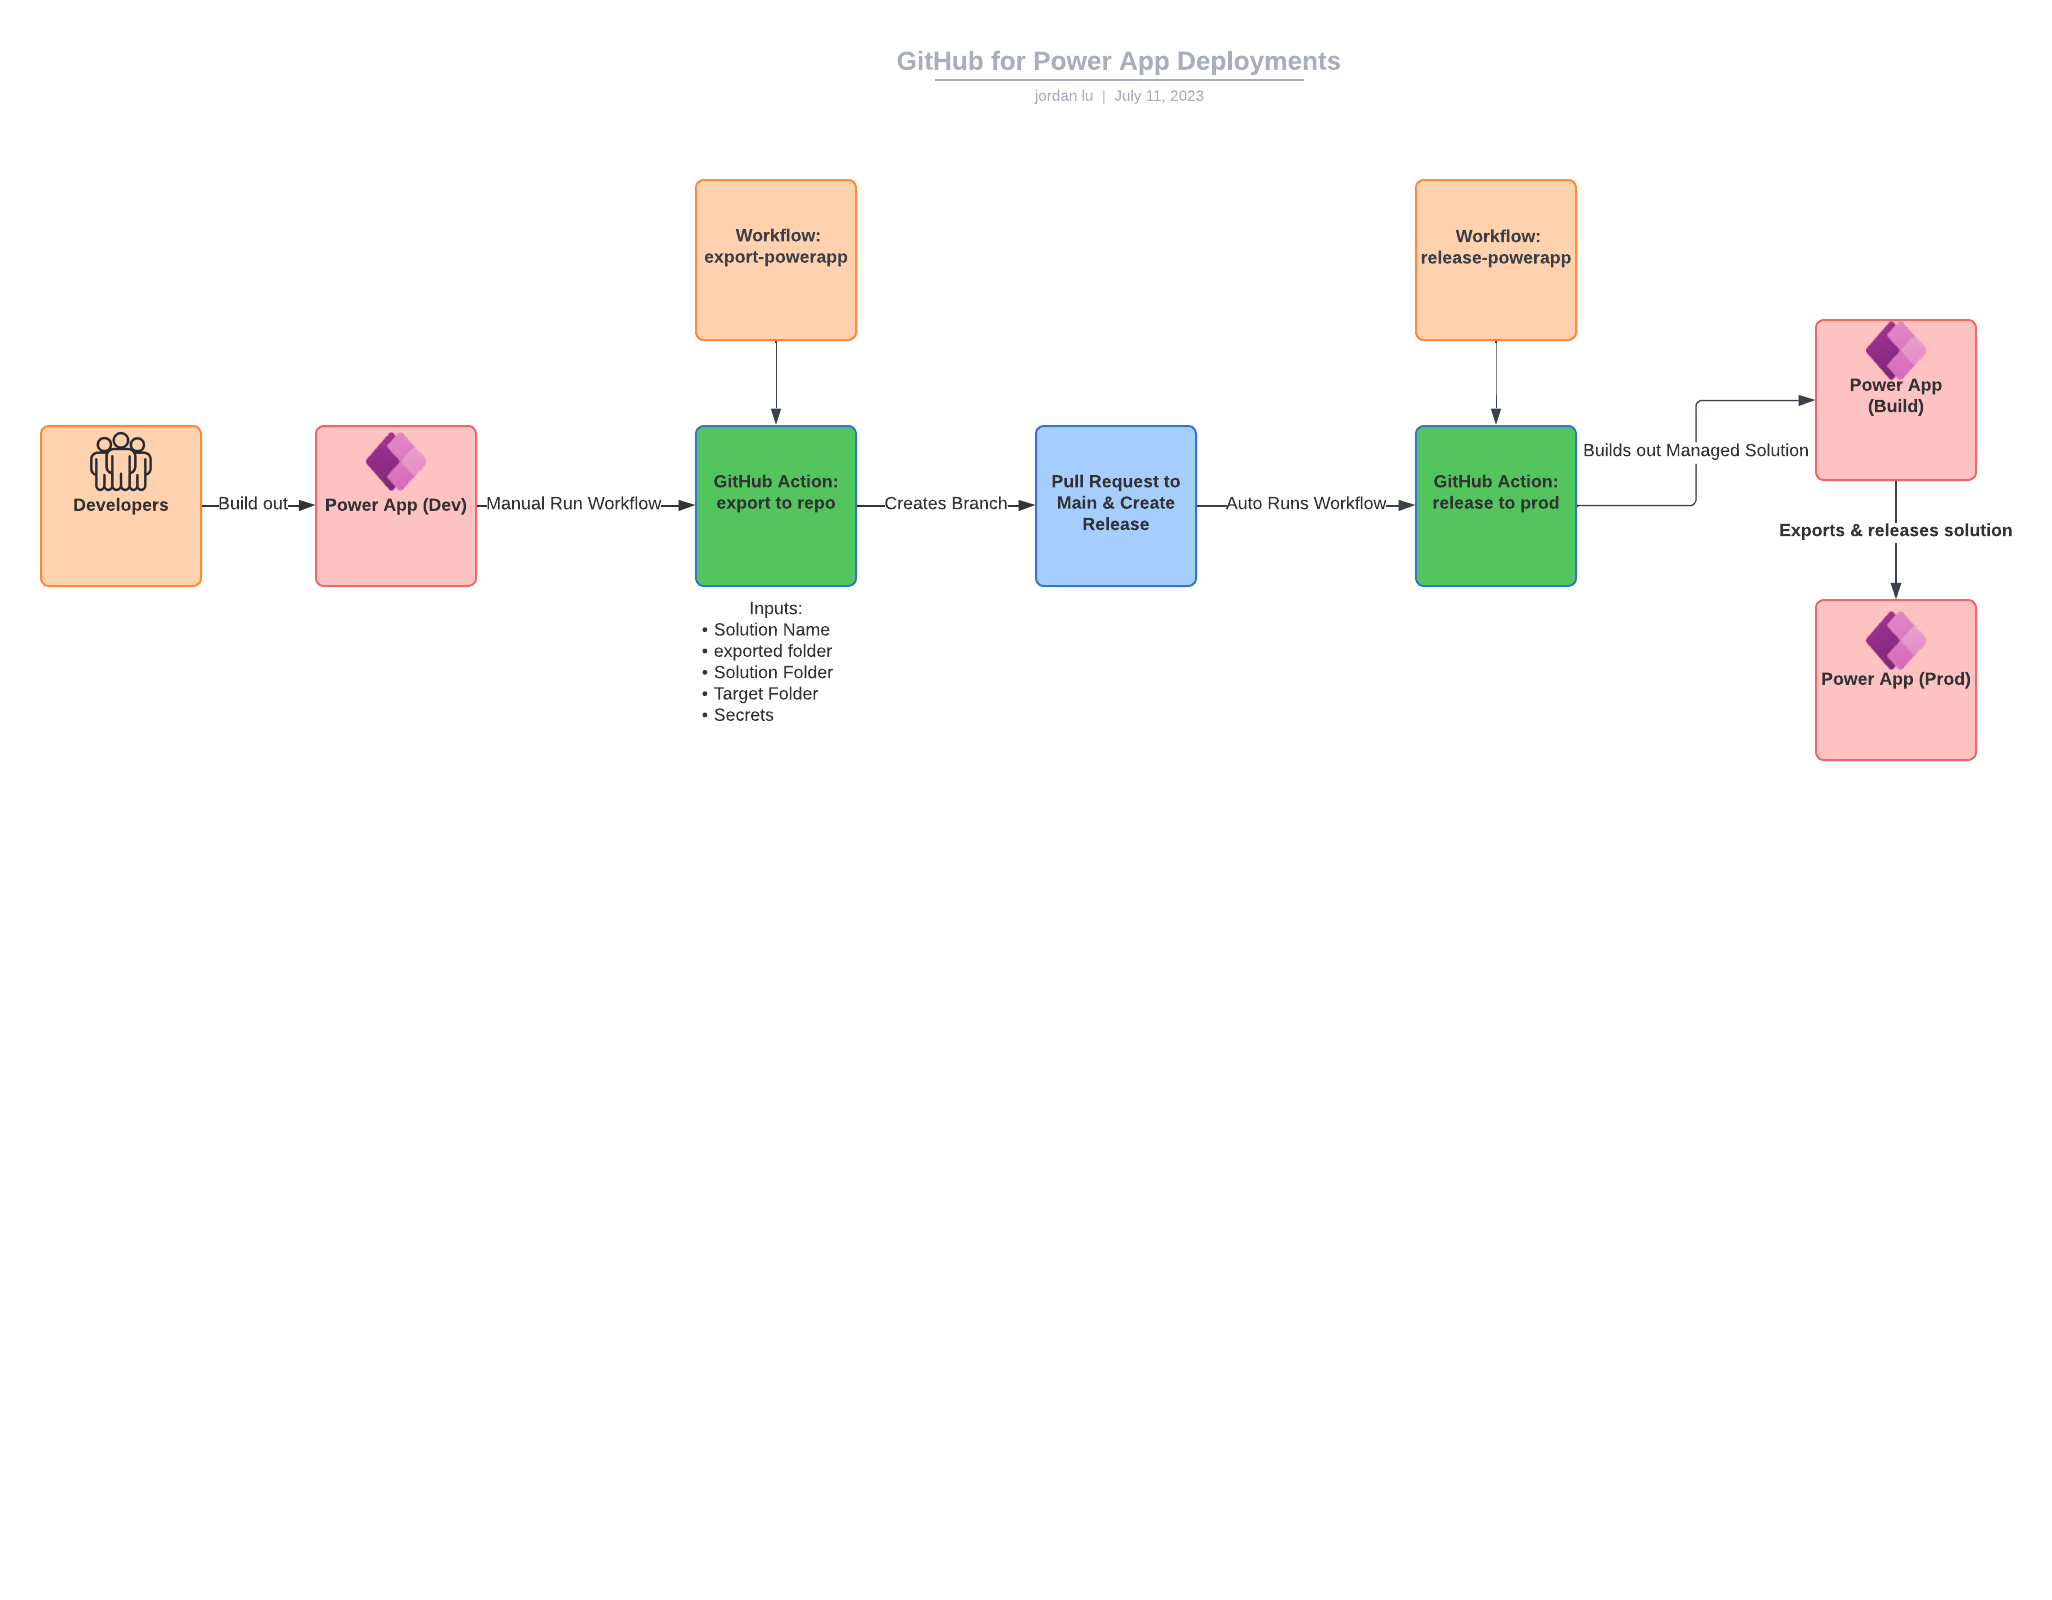 GitHub for Power App Deployments
jordan lu | July 11, 2023
Workflow:
export-powerapp
Workflow:
release-powerapp
Developers
Build out
Power App (Dev)
Manual Run Workflow
GitHub Action:
export to repo
Creates Branch
Pull Request to
Main & Create
Release
Auto Runs Workflow
GitHub Action:
release to prod
Builds out Managed Solution
Power App
(Build)
Exports & releases solution
Power App (Prod)
Inputs:
• Solution Name
• exported folder
• Solution Folder
• Target Folder
• Secrets